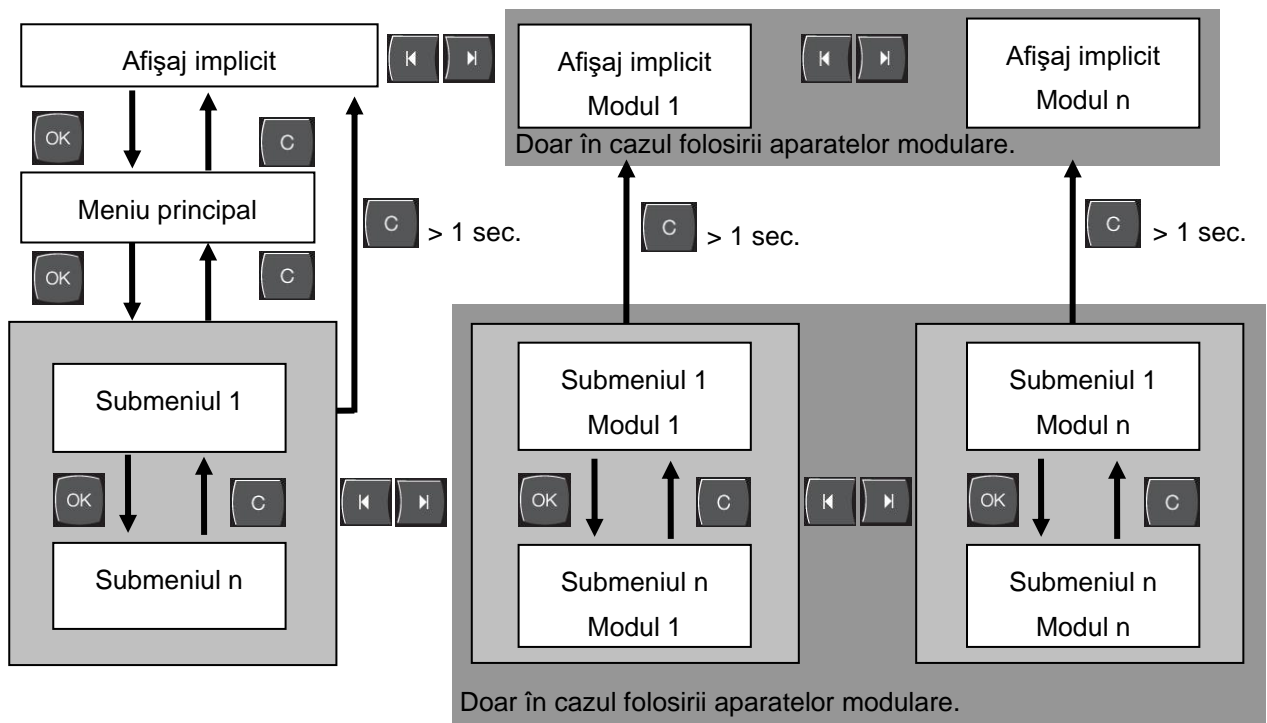 Afişaj implicit
Afişaj implicit
Modul 1
Afişaj implicit
Modul n
Doar în cazul folosirii aparatelor modulare.
OK
C
Meniu principal
C
> 1 sec.
C
> 1 sec.
C
> 1 sec.
OK
C
Submeniul 1
Submeniul 1
Modul 1
Submeniul 1
Modul n
OK
C
OK
C
OK
C
Submeniul n
Submeniul n
Modul 1
Submeniul n
Modul n
Doar în cazul folosirii aparatelor modulare.